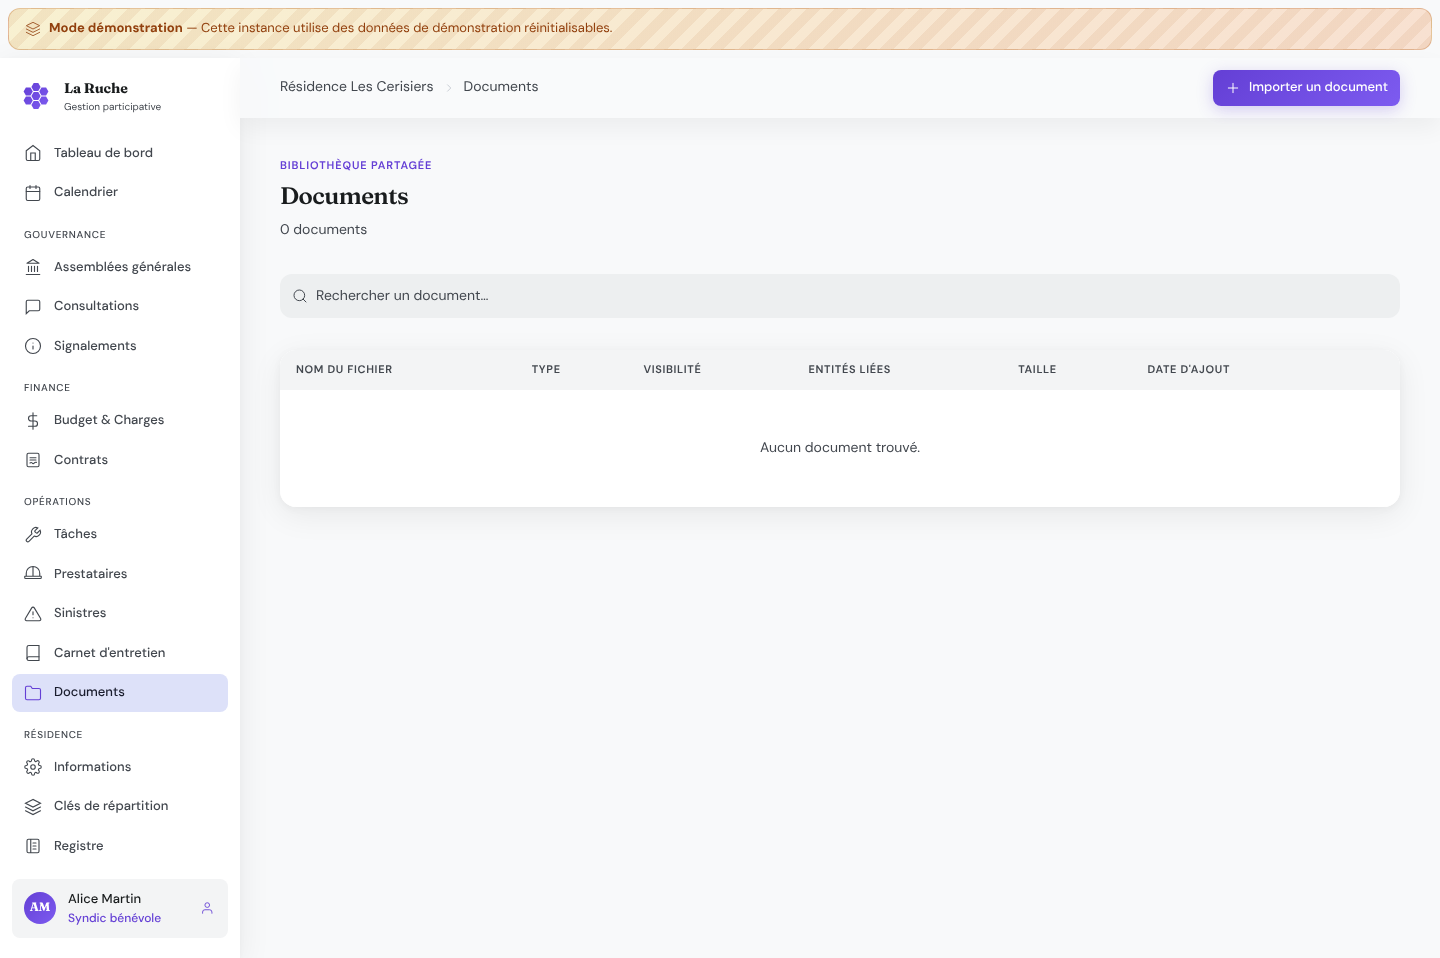 Mode démonstration — Cette instance utilise des données de démonstration réinitialisables.
La Ruche
Gestion participative
Tableau de bord
Calendrier
GOUVERNANCE
Assemblées générales
Consultations
Signalements
FINANCE
Budget & Charges
Contrats
OPÉRATIONS
Tâches
Prestataires
Sinistres
Carnet d'entretien
Documents
RÉSIDENCE
Informations
Clés de répartition
Registre
AM
Alice Martin
Syndic bénévole
Résidence Les Cerisiers > Documents
Importer un document
BIBLIOTHÈQUE PARTAGÉE
Documents
0 documents
Rechercher un document...
NOM DU FICHIER TYPE VISIBILITÉ ENTITÉS LIÉES TAILLE DATE D'AJOUT
Aucun document trouvé.